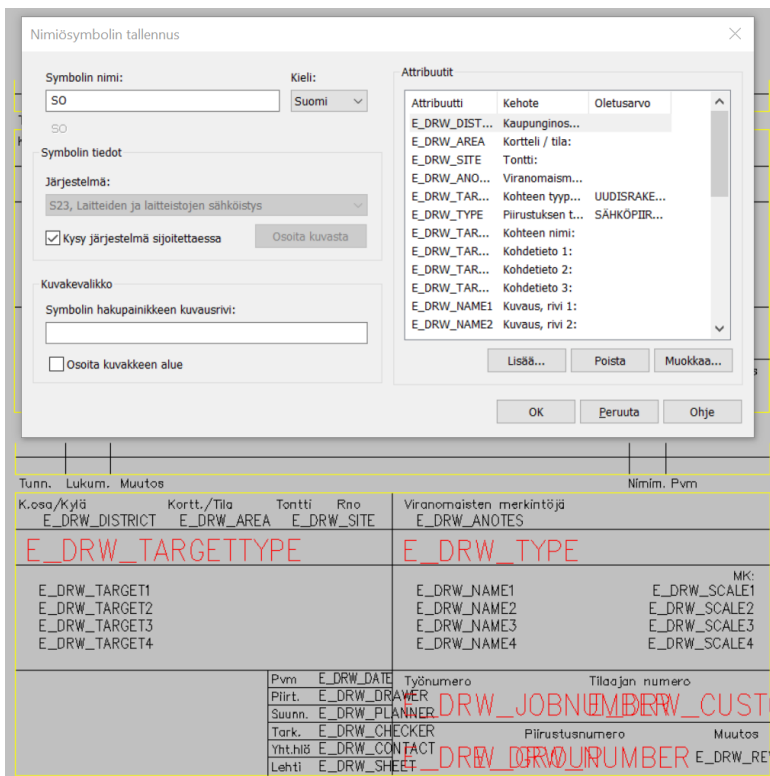 Nimiösymbolin tallennus
Symbolin nimi:
Kieli:
SO
Suomi
SO
Symbolin tiedot
Järjestelmä:
S23, Laitteiden ja laitteistojen sähköistys
Kysy järjestelmä sijoitettaessa
Osoita kuvasta
Kuvakevalikko
Symbolin hakupainikkeen kuvausrivi:
Osoita kuvakkeen alue
Attribuutit
Attribuutti Kehote Oletusarvo
E_DRW_DIST... Kaupunginos...
E_DRW_AREA Kortteli / tila:
E_DRW_SITE Tontti:
E_DRW_ANO... Viranomaism...
E_DRW_TAR... Kohteen tyyp... UUDISRAKE...
E_DRW_TYPE Piirustuksen t... SÄHKÖPIIR...
E_DRW_TAR... Kohteen nimi:
E_DRW_TAR... Kohdetieto 1:
E_DRW_TAR... Kohdetieto 2:
E_DRW_TAR... Kohdetieto 3:
E_DRW_NAME1 Kuvaus, rivi 1:
E_DRW_NAME2 Kuvaus, rivi 2:
Lisää... Poista Muokkaa...
OK Peruuta Ohje
Tunn. Lukum. Muutos Nimim. Pvm
K.osa/Kylä Kortt./Tila Tontti Rno Viranomaisten merkintöjä
E_DRW_DISTRICT E_DRW_AREA E_DRW_SITE E_DRW_ANOTES
E_DRW_TARGETTYPE E_DRW_TYPE
MK:
E_DRW_TARGET1 E_DRW_NAME1 E_DRW_SCALE1
E_DRW_TARGET2 E_DRW_NAME2 E_DRW_SCALE2
E_DRW_TARGET3 E_DRW_NAME3 E_DRW_SCALE3
E_DRW_TARGET4 E_DRW_NAME4 E_DRW_SCALE4
Pvm E_DRW_DATE Työnumero Tilaajan numero
Piirt. E_DRW_DRAWER
E_DRW_JOBNUMBER
Suunn. E_DRW_PLANNER
Tark. E_DRW_CHECKER Piirustusnumero Muutos
Yht.hlö E_DRW_CONTACT
Lehti E_DRW_SHEET